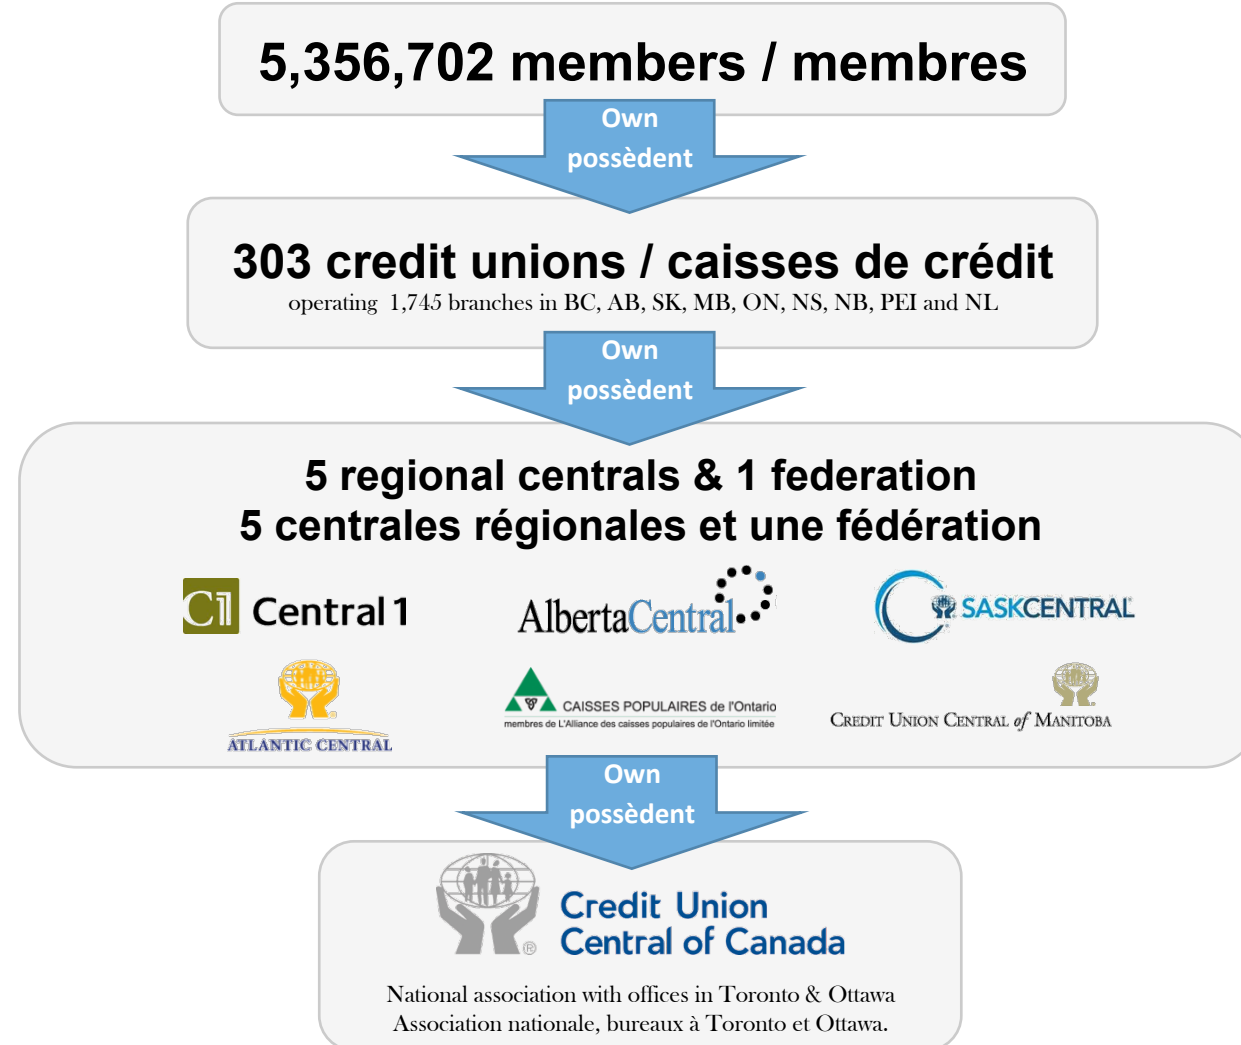 5,356,702 members / membres
Own
possèdent
303 credit unions / caisses de crédit
operating 1,745 branches in BC, AB, SK, MB, ON, NS, NB, PEI and NL
Own
possèdent
5 regional centrals & 1 federation
5 centrales régionales et une fédération
C1 Central 1
AlbertaCentral
SASKCENTRAL
ATLANTIC CENTRAL
CAISSES POPULAIRES de l'Ontario
membres de L'Alliance des caisses populaires de l'Ontario limitée
CREDIT UNION CENTRAL of MANITOBA
Own
possèdent
®
Credit Union
Central of Canada
National association with offices in Toronto & Ottawa
Association nationale, bureaux à Toronto et Ottawa.